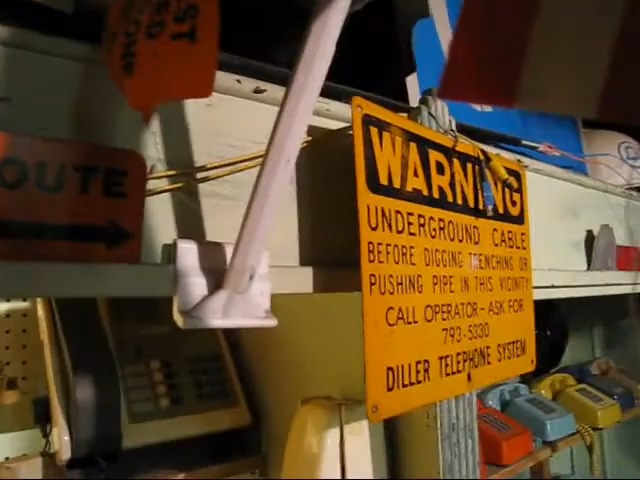 OUTE
WARNING
UNDERGROUND CABLE
BEFORE DIGGING TRENCHING OR
PUSHING PIPE IN THIS VICINITY
CALL OPERATOR-ASK FOR
793-5330
DILLER TELEPHONE SYSTEM